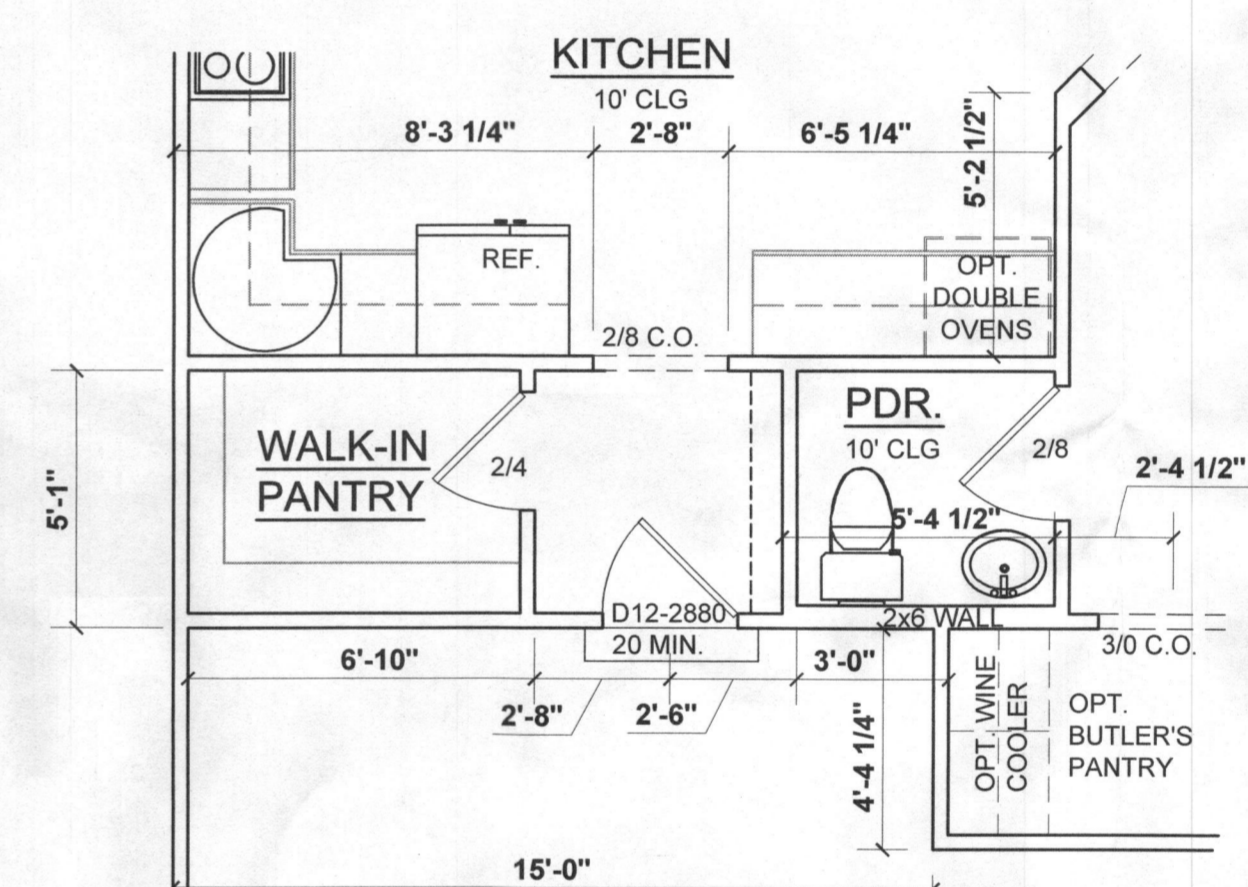 KITCHEN
10' CLG
8'-3 1/4"
2'-8"
6'-5 1/4"
5'-2 1/2"
REF.
OPT.
DOUBLE
OVENS
2/8 C.O.
WALK-IN
PANTRY
2/4
PDR.
10' CLG
2/8
2'-4 1/2"
5'-1"
5'-4 1/2"
D12-2880
20 MIN.
2x6 WALL
3/0 C.O.
6'-10"
2'-8"
2'-6"
3'-0"
4'-4 1/4"
OPT. WINE
COOLER
OPT.
BUTLER'S
PANTRY
15'-0"